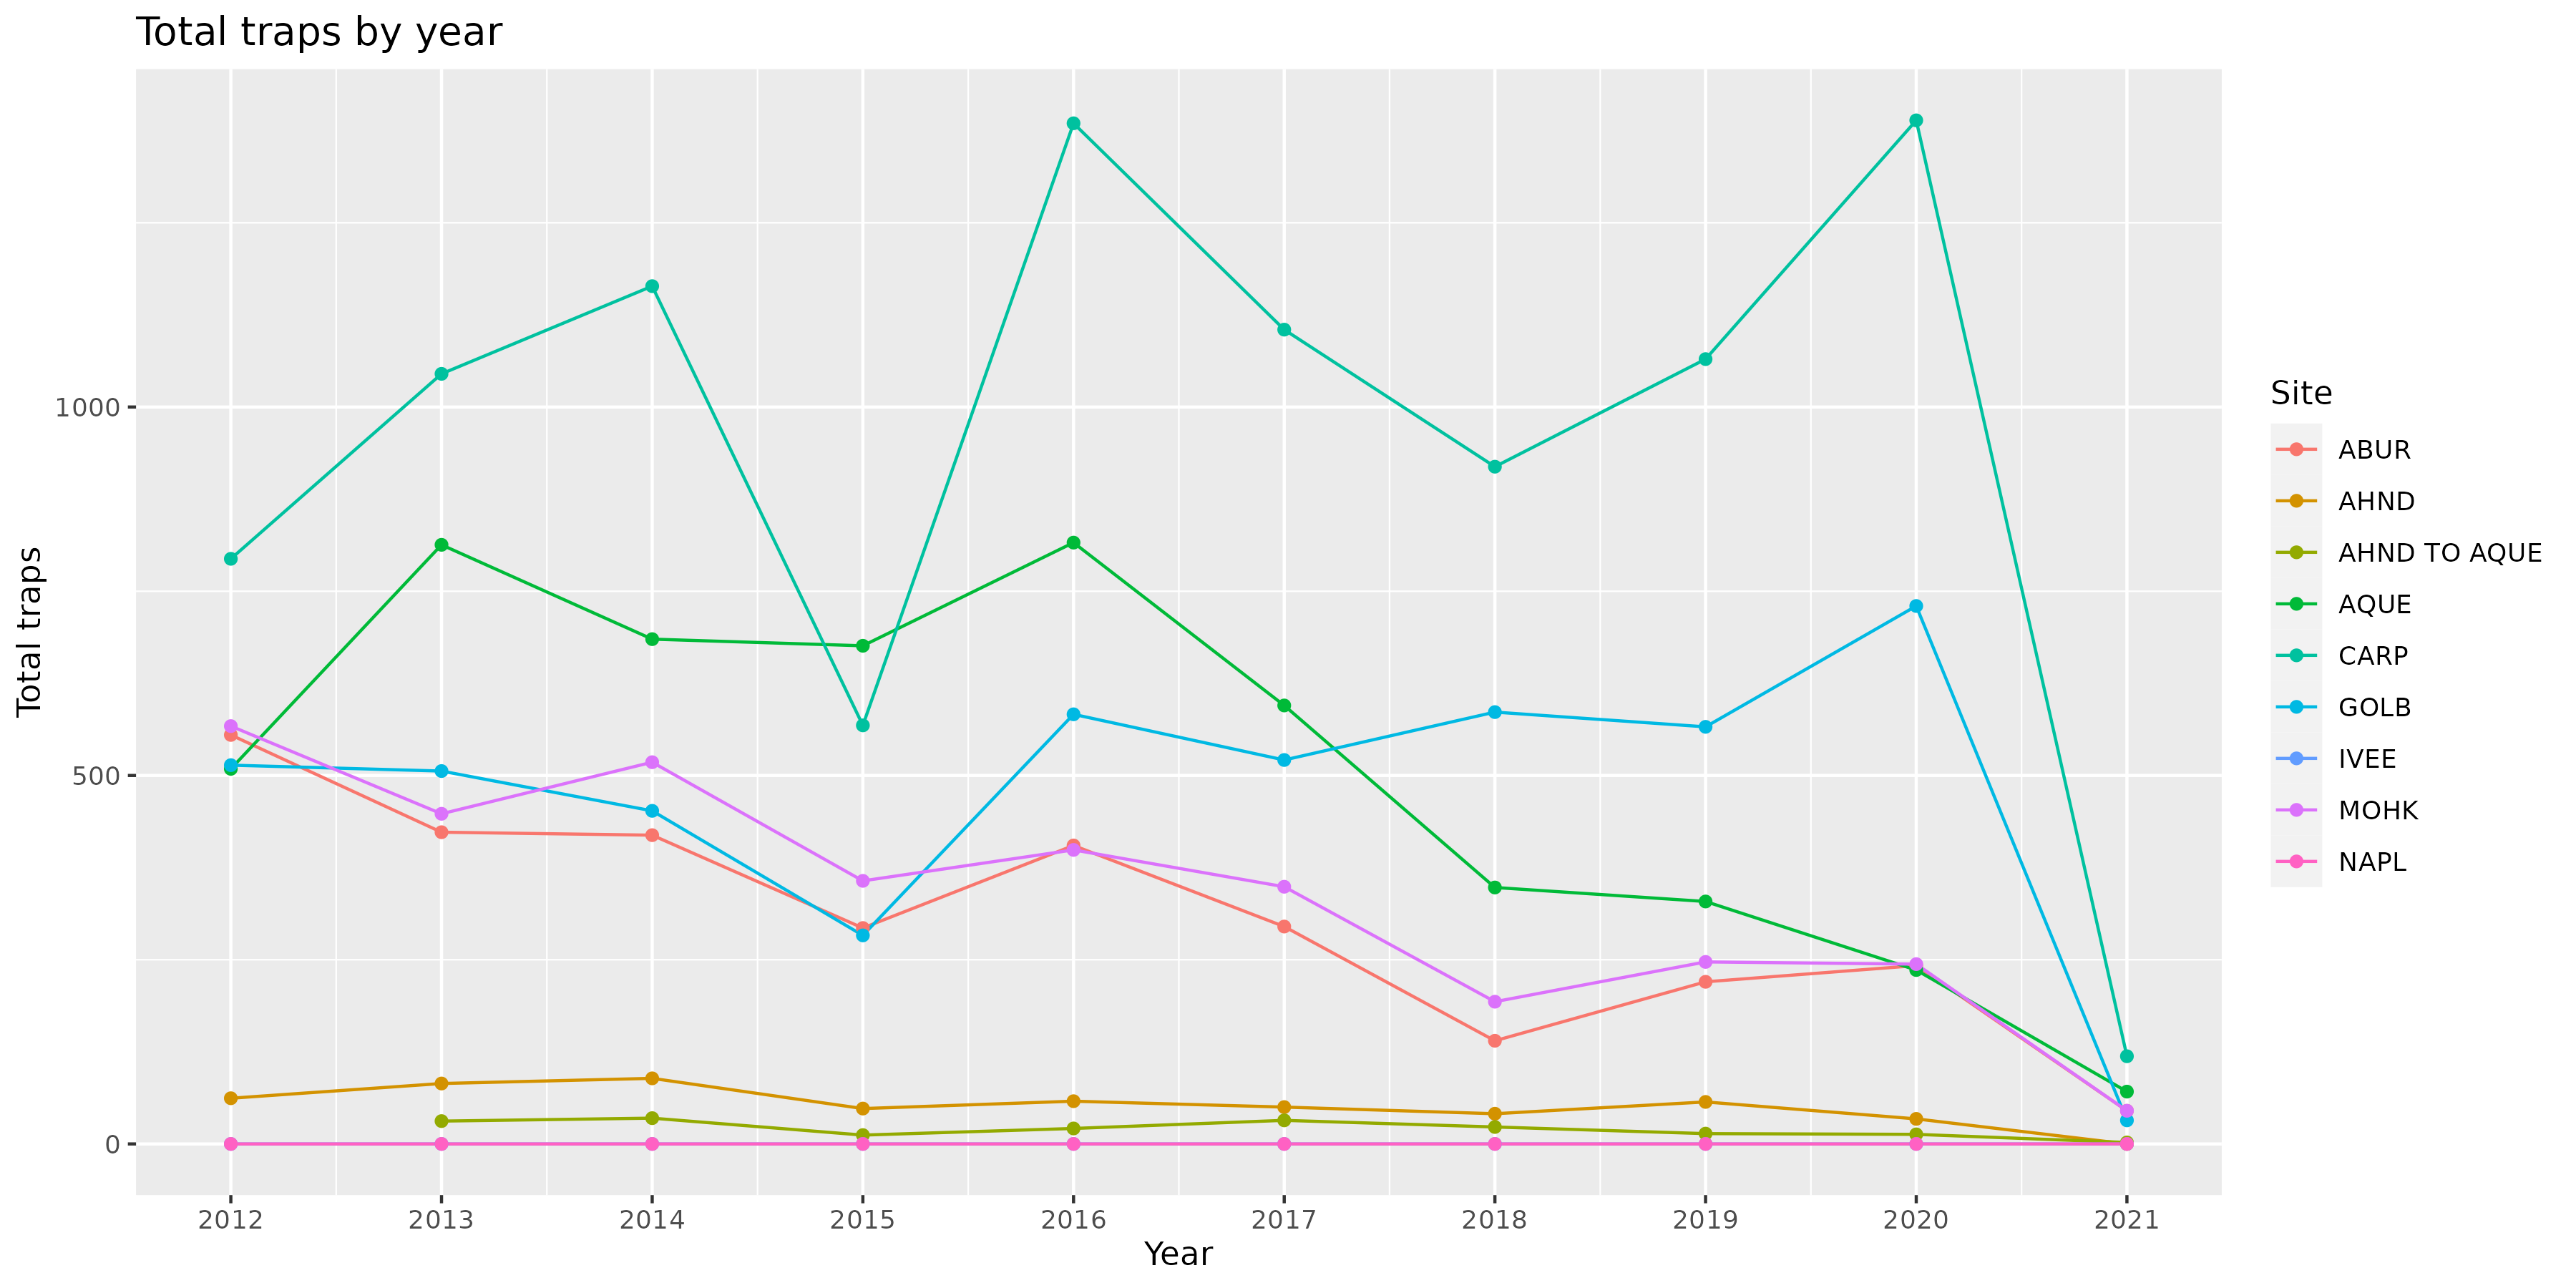 Total traps by year
Total traps
1000
500
0
2012 2013 2014 2015 2016 2017 2018 2019 2020 2021
Year
Site
ABUR
AHND
AHND TO AQUE
AQUE
CARP
GOLB
IVEE
MOHK
NAPL